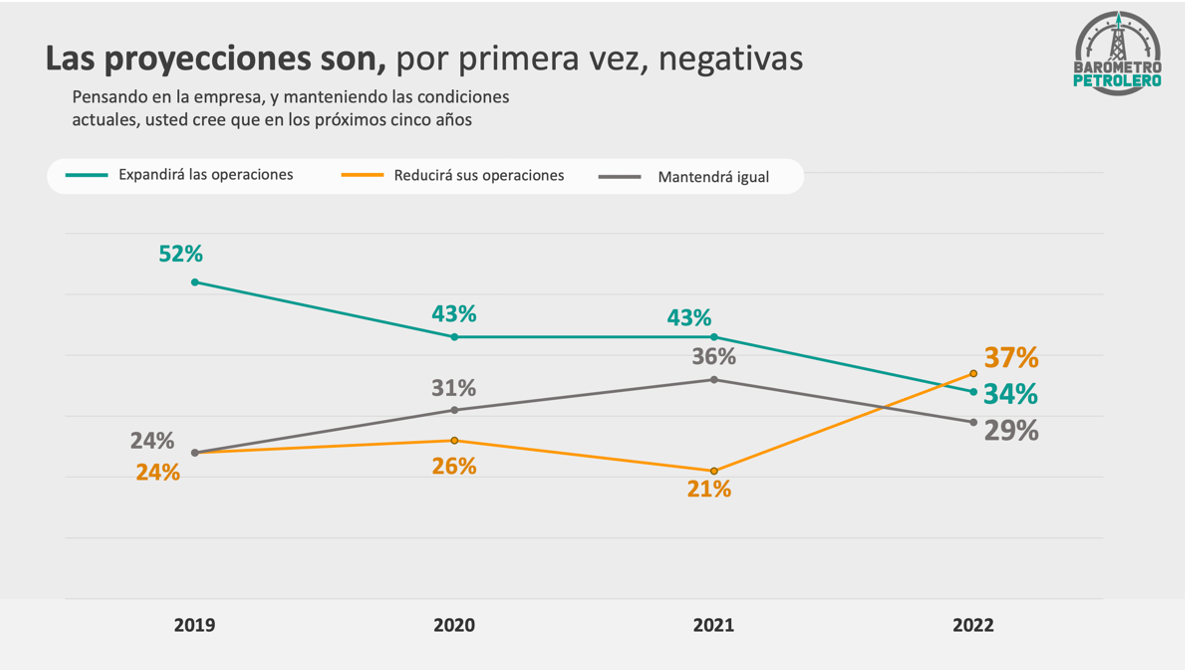 Las proyecciones son, por primera vez, negativas
BARÓMETRO
PETROLERO
Pensando en la empresa, y manteniendo las condiciones
actuales, usted cree que en los próximos cinco años
Expandirá las operaciones
Reducirá sus operaciones
Mantendrá igual
52%
43%
43%
34%
24%
31%
36%
29%
24%
26%
21%
37%
2019
2020
2021
2022